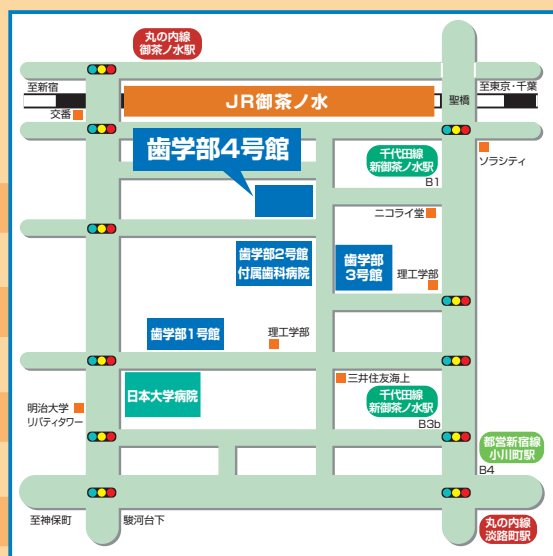 丸の内線
御茶ノ水駅
至新宿
JR御茶ノ水
聖橋
至東京・千葉
交番
歯学部4号館
千代田線
新御茶ノ水駅
B1
ソラシティ
ニコライ堂
歯学部2号館
付属歯科病院
歯学部
3号館
理工学部
歯学部1号館
理工学部
三井住友海上
日本大学病院
千代田線
新御茶ノ水駅
B3b
明治大学
リバティタワー
都営新宿線
小川町駅
B4
至神保町
駿河台下
丸の内線
淡路町駅